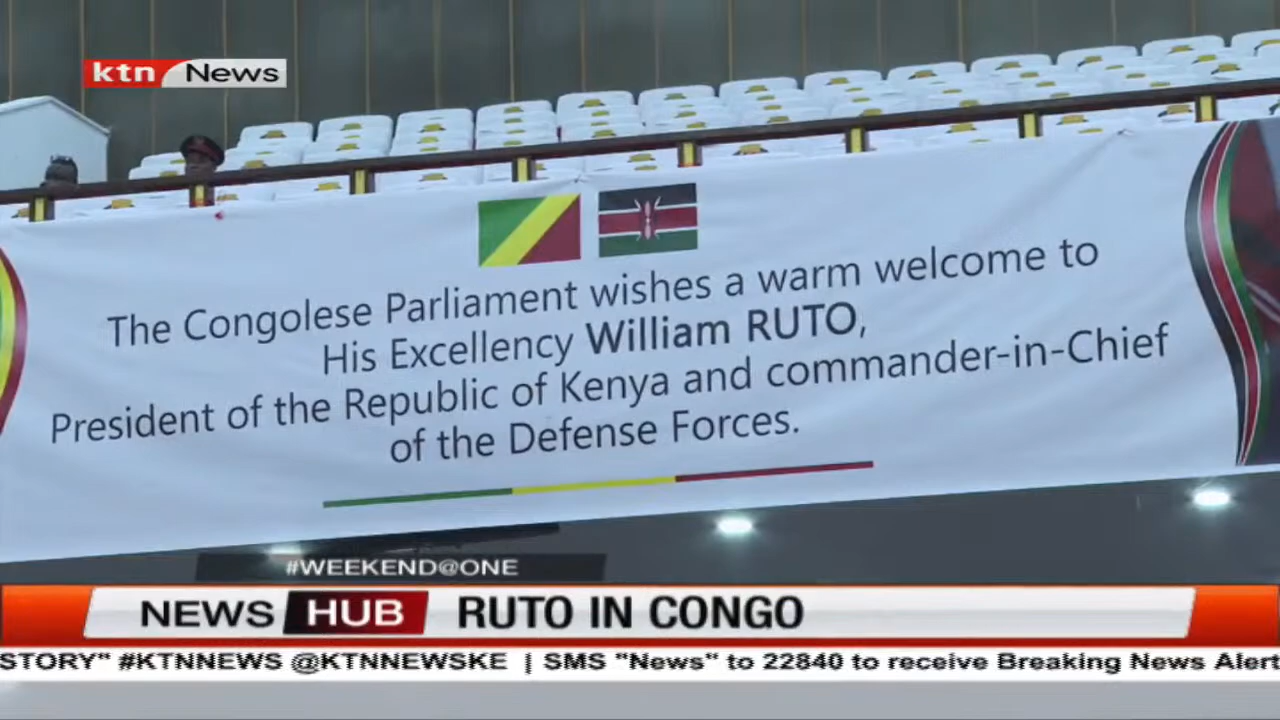 ktn News
The Congolese Parliament wishes a warm welcome to
His Excellency William RUTO,
President of the Republic of Kenya and commander-in-Chief
of the Defense Forces.
#WEEKEND@ONE
NEWS HUB RUTO IN CONGO
STORY" #KTNNEWS @KTNNEWSKE | SMS "News" to 22840 to receive Breaking News Alert